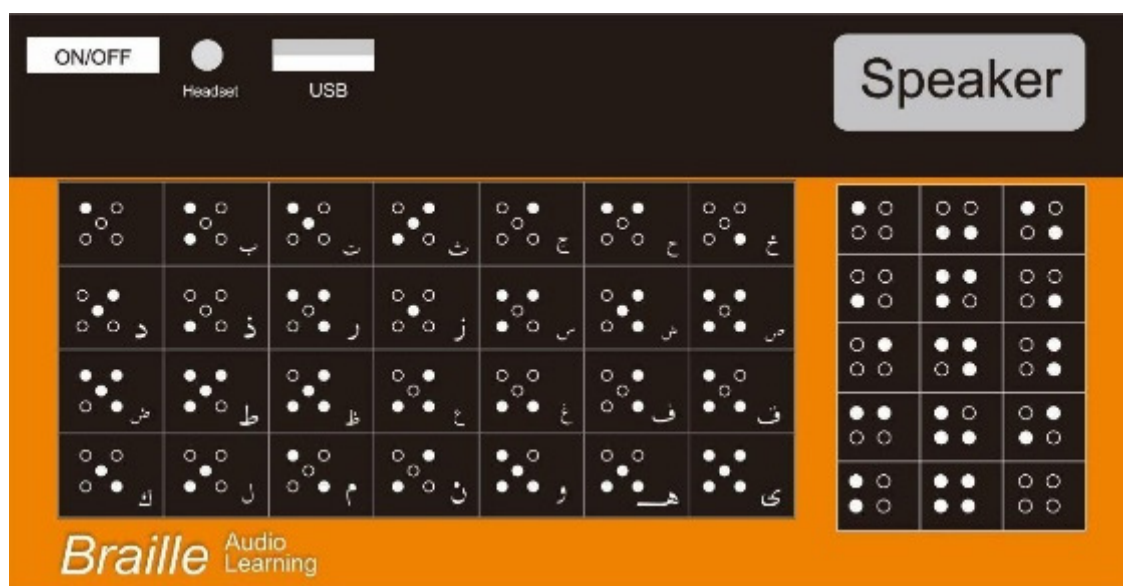 ON/OFF
Headset
USB
Speaker
ب ت ث ج ح خ
د ذ ر ز س ش ص
ض ط ظ ع غ ف ق
ك ل م ن و هـ ى
Braille Audio
Learning